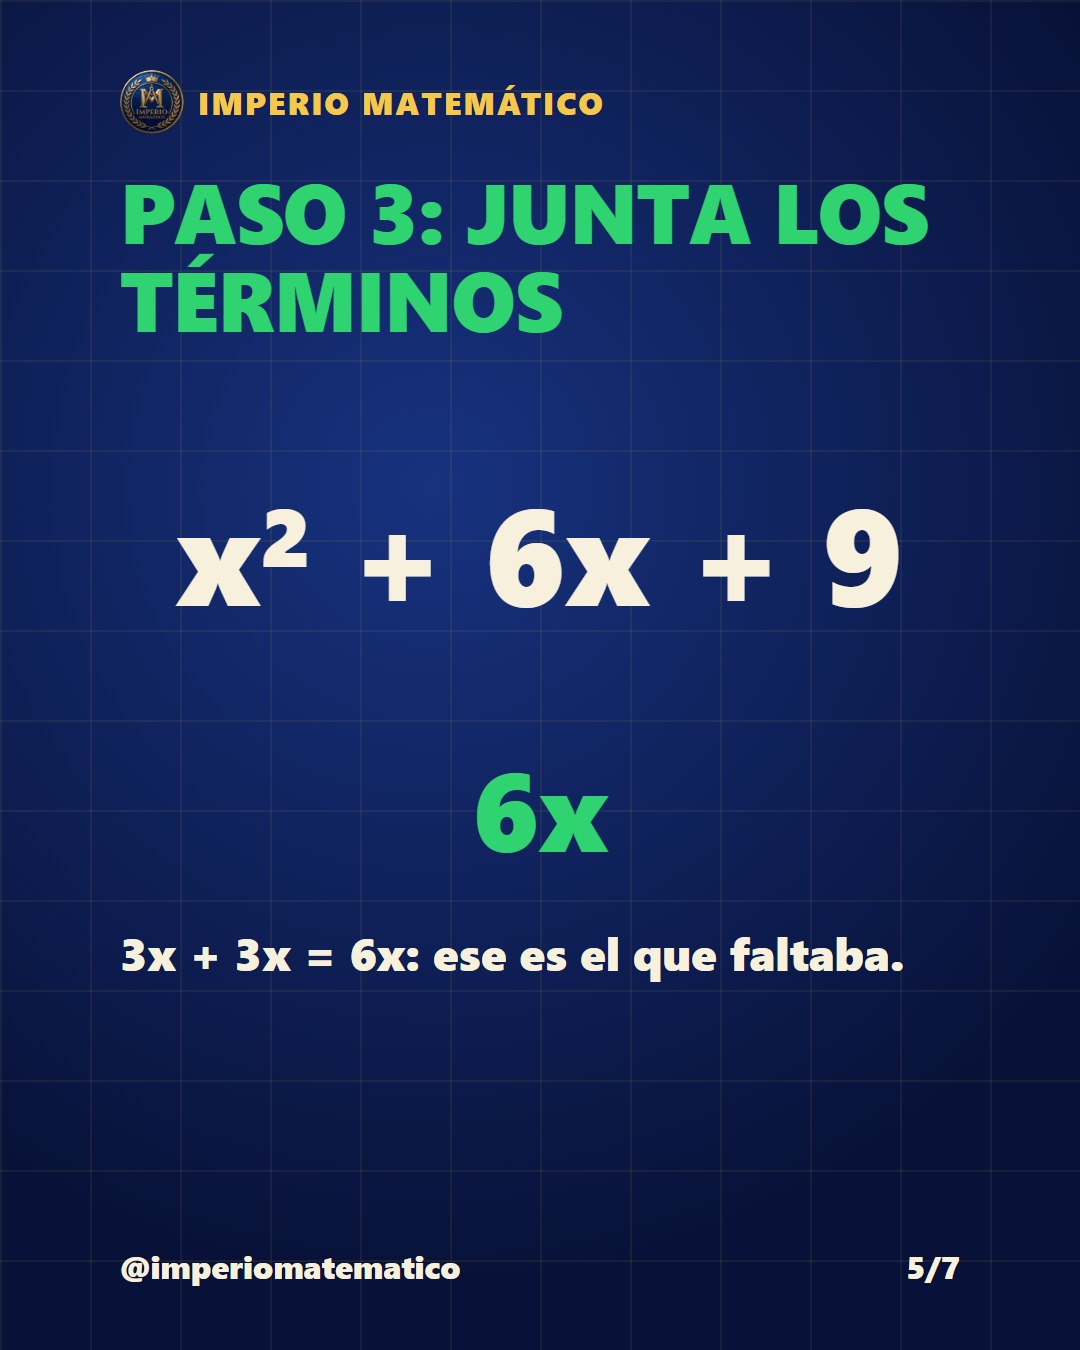 IMPERIO MATEMÁTICO
PASO 3: JUNTA LOS
TÉRMINOS
x² + 6x + 9
6x
3x + 3x = 6x: ese es el que faltaba.
@imperiomatematico
5/7